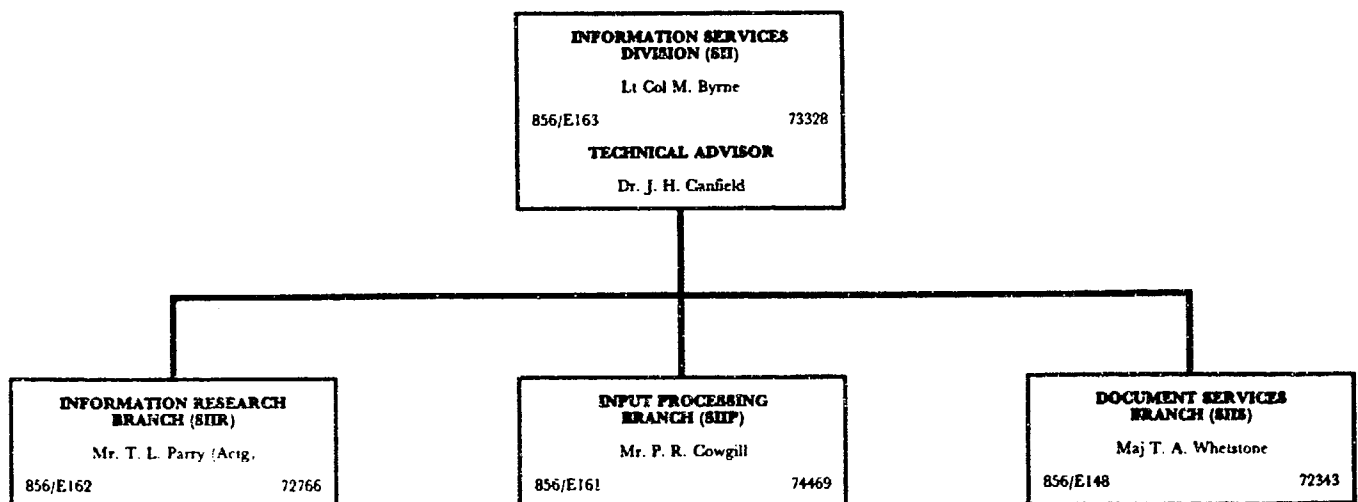 INFORMATION SERVICES
DIVISION (SII)
Lt Col M. Byrne
856/E163 73328
TECHNICAL ADVISOR
Dr. J. H. Canfield
INFORMATION RESEARCH
BRANCH (SIIR)
Mr. T. L. Parry (Actg.
856/E162 72766
INPUT PROCESSING
BRANCH (SIIP)
Mr. P. R. Cowgill
856/E161 74469
DOCUMENT SERVICES
BRANCH (SIIS)
Maj T. A. Whetstone
856/E148 72343